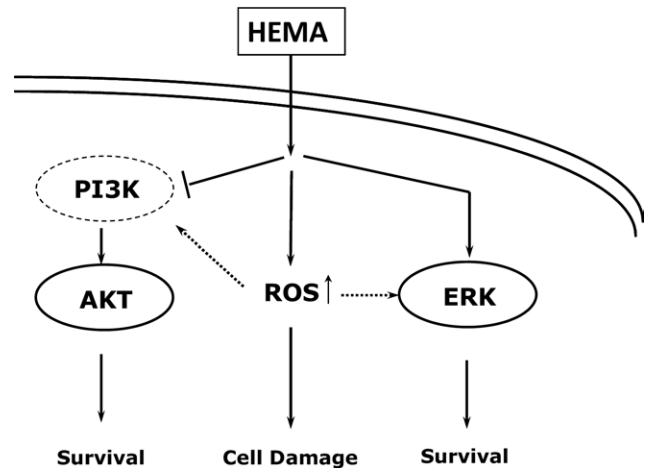 HEMA
PI3K
AKT
ROS
ERK
Survival
Cell Damage
Survival